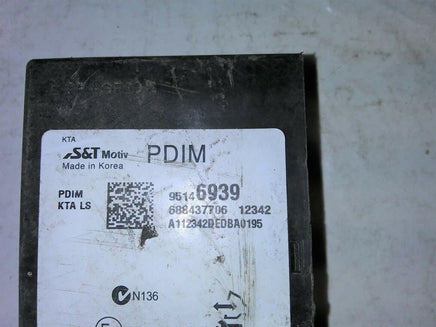 KTA
S&T Motiv PDIM
Made in Korea
PDIM 95146939
KTA LS 688437706 12342
A112342DEDBA0195
N136
E